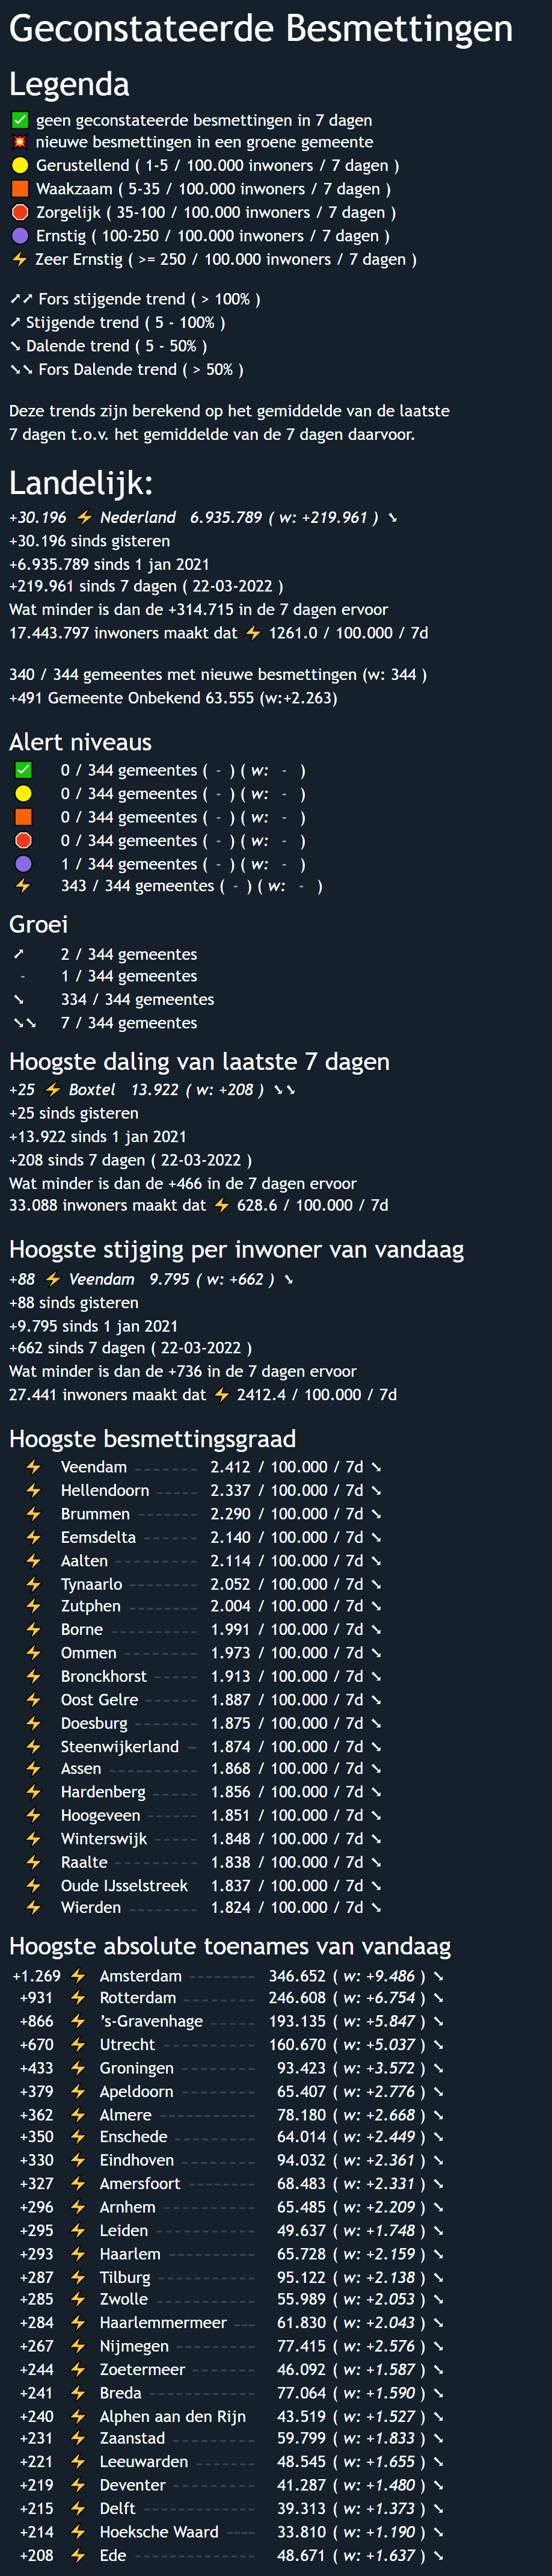 Geconstateerde Besmettingen
Legenda
✅ geen geconstateerde besmettingen in 7 dagen
💥 nieuwe besmettingen in een groene gemeente
🟡 Gerustellend ( 1-5 / 100.000 inwoners / 7 dagen )
🟧 Waakzaam ( 5-35 / 100.000 inwoners / 7 dagen )
🛑 Zorgelijk ( 35-100 / 100.000 inwoners / 7 dagen )
🟣 Ernstig ( 100-250 / 100.000 inwoners / 7 dagen )
⚡ Zeer Ernstig ( >= 250 / 100.000 inwoners / 7 dagen )
➚➚ Fors stijgende trend ( > 100% )
➚ Stijgende trend ( 5 - 100% )
➘ Dalende trend ( 5 - 50% )
➘➘ Fors Dalende trend ( > 50% )
Deze trends zijn berekend op het gemiddelde van de laatste
7 dagen t.o.v. het gemiddelde van de 7 dagen daarvoor.
Landelijk:
+30.196 ⚡ Nederland 6.935.789 ( w: +219.961 ) ➘
+30.196 sinds gisteren
+6.935.789 sinds 1 jan 2021
+219.961 sinds 7 dagen ( 22-03-2022 )
Wat minder is dan de +314.715 in de 7 dagen ervoor
17.443.797 inwoners maakt dat ⚡ 1261.0 / 100.000 / 7d
340 / 344 gemeentes met nieuwe besmettingen (w: 344 )
+491 Gemeente Onbekend 63.555 (w:+2.263)
Alert niveaus
✅ 0 / 344 gemeentes ( - ) ( w: - )
🟡 0 / 344 gemeentes ( - ) ( w: - )
🟧 0 / 344 gemeentes ( - ) ( w: - )
🛑 0 / 344 gemeentes ( - ) ( w: - )
🟣 1 / 344 gemeentes ( - ) ( w: - )
⚡ 343 / 344 gemeentes ( - ) ( w: - )
Groei
➚ 2 / 344 gemeentes
- 1 / 344 gemeentes
➘ 334 / 344 gemeentes
➘➘ 7 / 344 gemeentes
Hoogste daling van laatste 7 dagen
+25 ⚡ Boxtel 13.922 ( w: +208 ) ➘➘
+25 sinds gisteren
+13.922 sinds 1 jan 2021
+208 sinds 7 dagen ( 22-03-2022 )
Wat minder is dan de +466 in de 7 dagen ervoor
33.088 inwoners maakt dat ⚡ 628.6 / 100.000 / 7d
Hoogste stijging per inwoner van vandaag
+88 ⚡ Veendam 9.795 ( w: +662 ) ➘
+88 sinds gisteren
+9.795 sinds 1 jan 2021
+662 sinds 7 dagen ( 22-03-2022 )
Wat minder is dan de +736 in de 7 dagen ervoor
27.441 inwoners maakt dat ⚡ 2412.4 / 100.000 / 7d
Hoogste besmettingsgraad
⚡ Veendam ------- 2.412 / 100.000 / 7d ➘
⚡ Hellendoorn ----- 2.337 / 100.000 / 7d ➘
⚡ Brummen ------- 2.290 / 100.000 / 7d ➘
⚡ Eemsdelta ------ 2.140 / 100.000 / 7d ➘
⚡ Aalten --------- 2.114 / 100.000 / 7d ➘
⚡ Tynaarlo -------- 2.052 / 100.000 / 7d ➘
⚡ Zutphen -------- 2.004 / 100.000 / 7d ➘
⚡ Borne ---------- 1.991 / 100.000 / 7d ➘
⚡ Ommen -------- 1.973 / 100.000 / 7d ➘
⚡ Bronckhorst ----- 1.913 / 100.000 / 7d ➘
⚡ Oost Gelre ------ 1.887 / 100.000 / 7d ➘
⚡ Doesburg ------- 1.875 / 100.000 / 7d ➘
⚡ Steenwijkerland - 1.874 / 100.000 / 7d ➘
⚡ Assen ---------- 1.868 / 100.000 / 7d ➘
⚡ Hardenberg ----- 1.856 / 100.000 / 7d ➘
⚡ Hoogeveen ------ 1.851 / 100.000 / 7d ➘
⚡ Winterswijk ----- 1.848 / 100.000 / 7d ➘
⚡ Raalte --------- 1.838 / 100.000 / 7d ➘
⚡ Oude IJsselstreek 1.837 / 100.000 / 7d ➘
⚡ Wierden -------- 1.824 / 100.000 / 7d ➘
Hoogste absolute toenames van vandaag
+1.269 ⚡ Amsterdam -------- 346.652 ( w: +9.486 ) ➘
+931 ⚡ Rotterdam --------- 246.608 ( w: +6.754 ) ➘
+866 ⚡ 's-Gravenhage ----- 193.135 ( w: +5.847 ) ➘
+670 ⚡ Utrecht ----------- 160.670 ( w: +5.037 ) ➘
+433 ⚡ Groningen --------- 93.423 ( w: +3.572 ) ➘
+379 ⚡ Apeldoorn --------- 65.407 ( w: +2.776 ) ➘
+362 ⚡ Almere ----------- 78.180 ( w: +2.668 ) ➘
+350 ⚡ Enschede ---------- 64.014 ( w: +2.449 ) ➘
+330 ⚡ Eindhoven --------- 94.032 ( w: +2.361 ) ➘
+327 ⚡ Amersfoort -------- 68.483 ( w: +2.331 ) ➘
+296 ⚡ Arnhem ----------- 65.485 ( w: +2.209 ) ➘
+295 ⚡ Leiden ------------ 49.637 ( w: +1.748 ) ➘
+293 ⚡ Haarlem ---------- 65.728 ( w: +2.159 ) ➘
+287 ⚡ Tilburg ----------- 95.122 ( w: +2.138 ) ➘
+285 ⚡ Zwolle ------------ 55.989 ( w: +2.053 ) ➘
+284 ⚡ Haarlemmermeer --- 61.830 ( w: +2.043 ) ➘
+267 ⚡ Nijmegen ---------- 77.415 ( w: +2.576 ) ➘
+244 ⚡ Zoetermeer -------- 46.092 ( w: +1.587 ) ➘
+241 ⚡ Breda ------------- 77.064 ( w: +1.590 ) ➘
+240 ⚡ Alphen aan den Rijn 43.519 ( w: +1.527 ) ➘
+231 ⚡ Zaanstad ---------- 59.799 ( w: +1.833 ) ➘
+221 ⚡ Leeuwarden ------- 48.545 ( w: +1.655 ) ➘
+219 ⚡ Deventer ---------- 41.287 ( w: +1.480 ) ➘
+215 ⚡ Delft ------------- 39.313 ( w: +1.373 ) ➘
+214 ⚡ Hoeksche Waard ---- 33.810 ( w: +1.190 ) ➘
+208 ⚡ Ede -------------- 48.671 ( w: +1.637 ) ➘